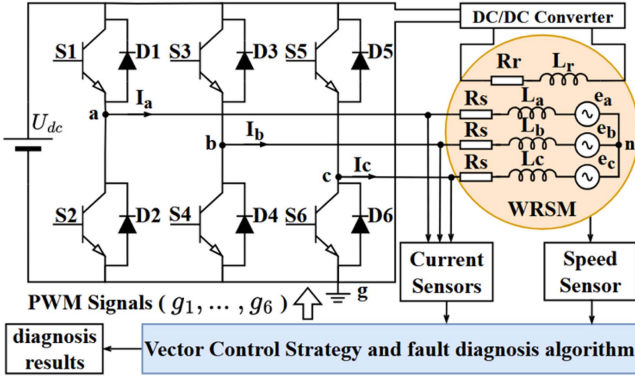 DC/DC Converter
S1 D1 S3 D3 S5 D5
Rr Lr
Ia
Rs La ea
a
Udc
Ib
Rs Lb eb
b
n
Ic
Rs Lc ec
c
WRSM
S2 D2 S4 D4 S6 D6
Current
Sensors
Speed
Sensor
g
PWM Signals ( g1, ... , g6 )
diagnosis
results
Vector Control Strategy and fault diagnosis algorithm